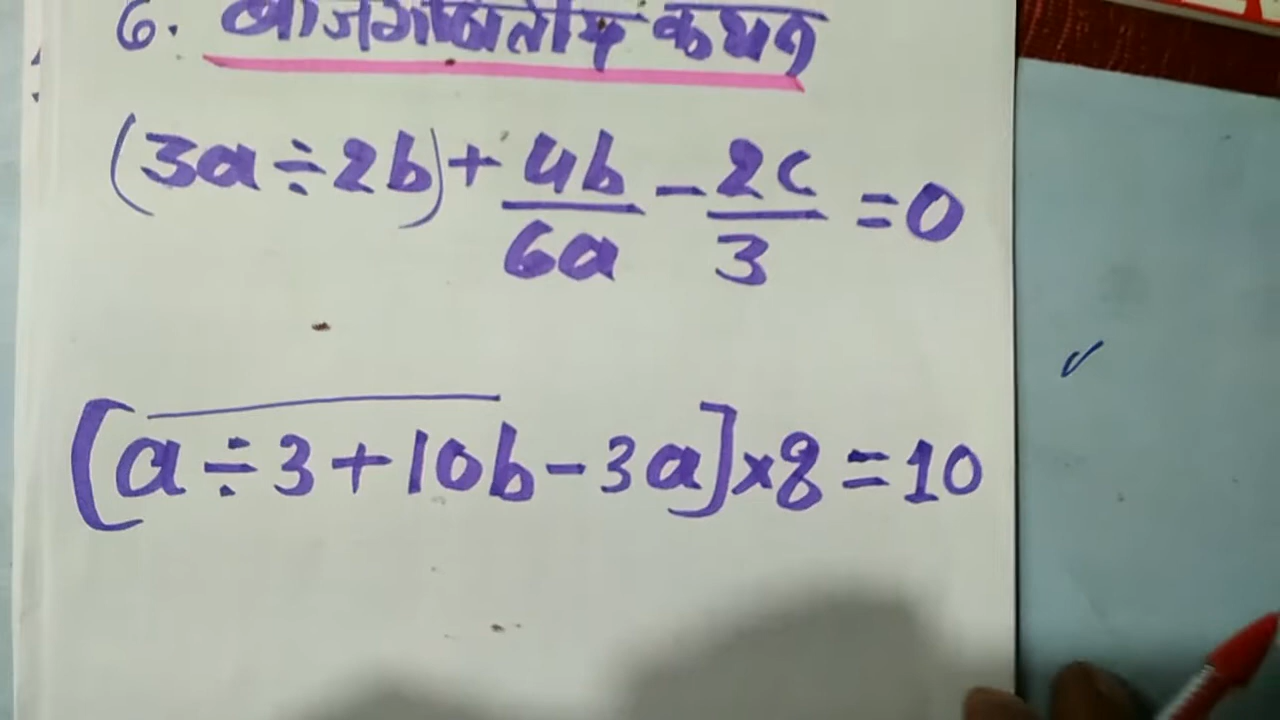 6. बीजगणितीय कथन
(3a ÷ 2b) + 4b/6a - 2c/3 = 0
[a ÷ 3 + 10b - 3a] × 8 = 10